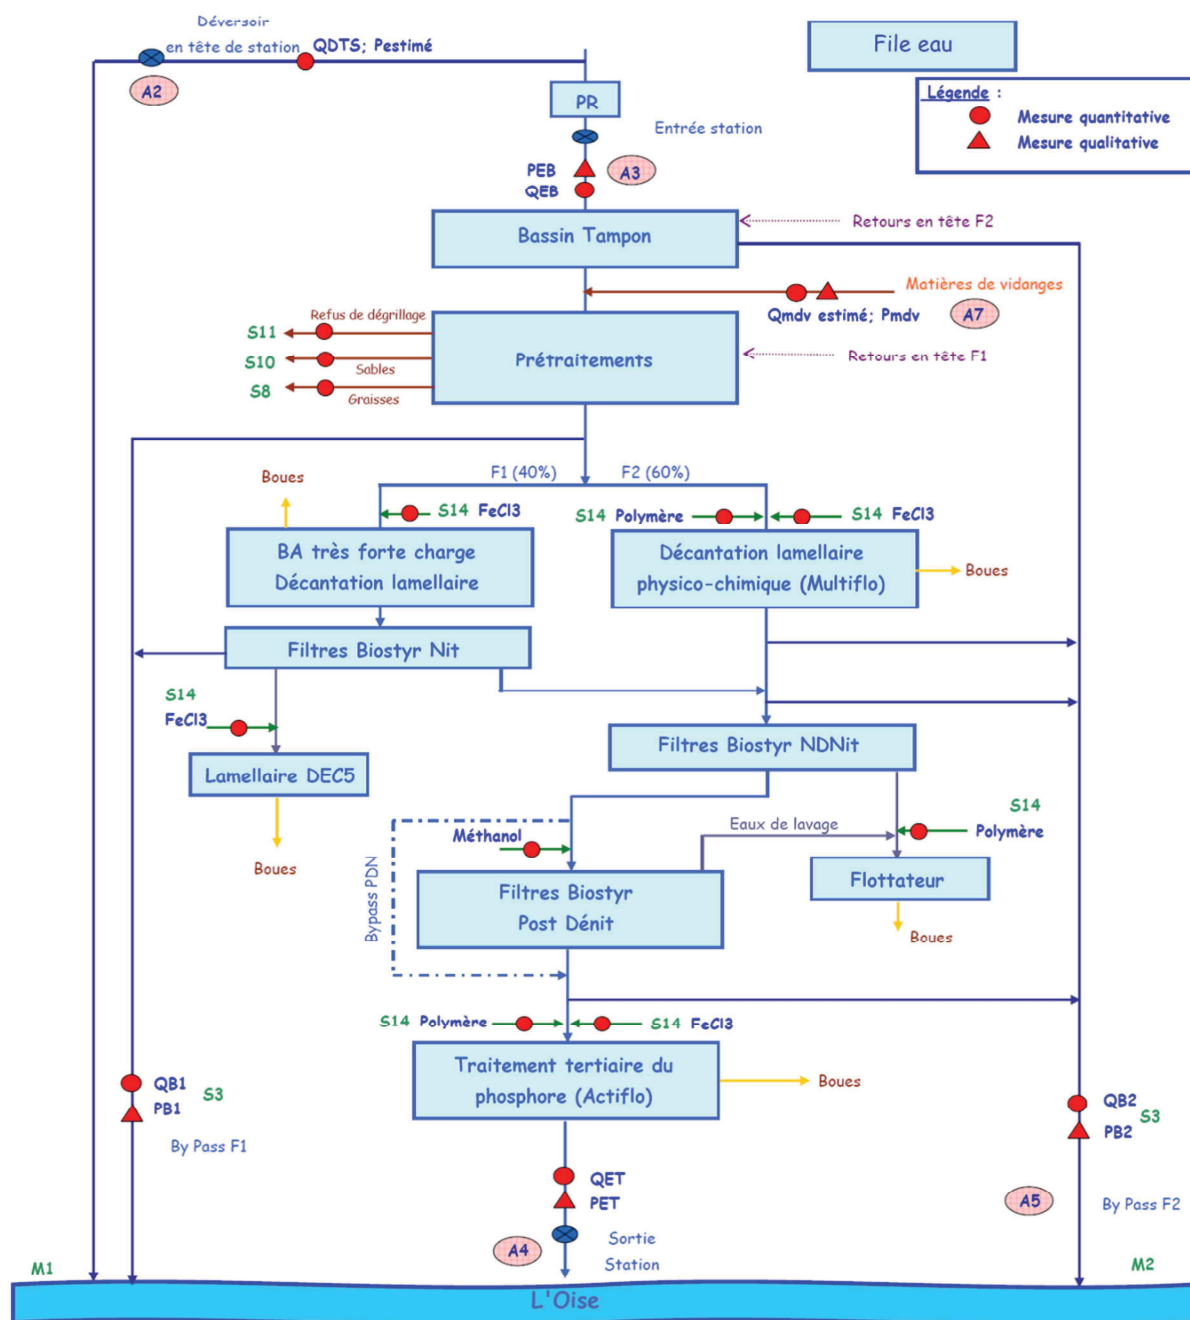 Déversoir
en tête de station
QDTS; Pestimé
File eau
A2
Légende :
Mesure quantitative
Mesure qualitative
PR
Entrée station
PEB
A3
QEB
Bassin Tampon
Retours en tête F2
Matières de vidanges
Qmdv estimé; Pmdv
A7
Refus de dégrillage
S11
S10
Sables
S8
Graisses
Prétraitements
Retours en tête F1
F1 (40%)
F2 (60%)
Boues
S14 FeCl3
S14 Polymère
S14 FeCl3
BA très forte charge
Décantation lamellaire
Décantation lamellaire
physico-chimique (Multiflo)
Boues
Filtres Biostyr Nit
S14
FeCl3
Filtres Biostyr NDNit
Lamellaire DEC5
Boues
S14
Polymère
Eaux de lavage
Méthanol
Bypass PDN
Filtres Biostyr
Post Dénit
Flottateur
Boues
S14 Polymère
S14 FeCl3
Traitement tertiaire du
phosphore (Actiflo)
Boues
QB1
PB1
S3
By Pass F1
QB2
PB2
S3
QET
PET
A5
By Pass F2
A4
Sortie
Station
M1
M2
L'Oise